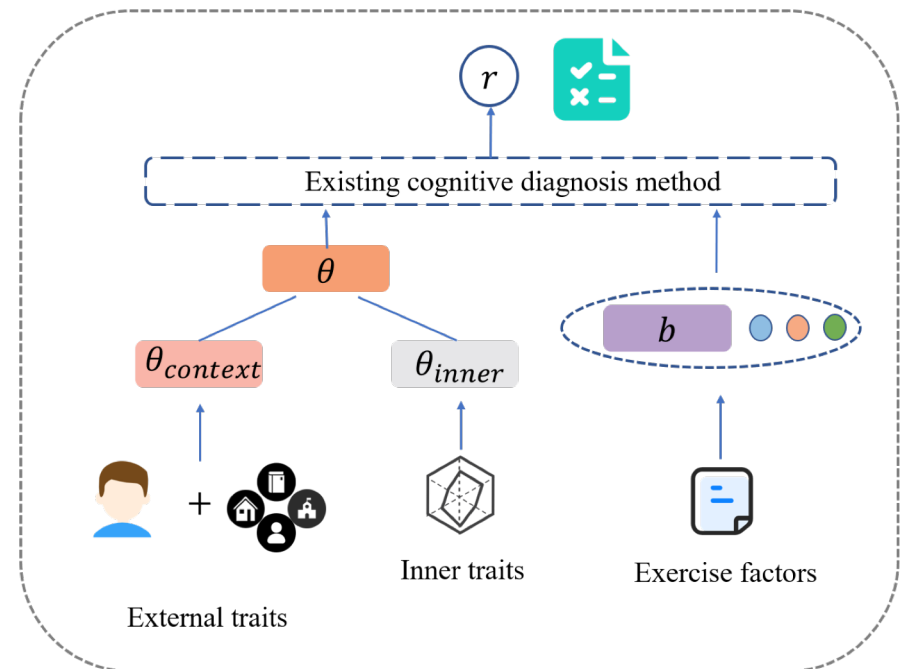 r
Existing cognitive diagnosis method
θ
b
θ_context
θ_inner
+
Inner traits
Exercise factors
External traits